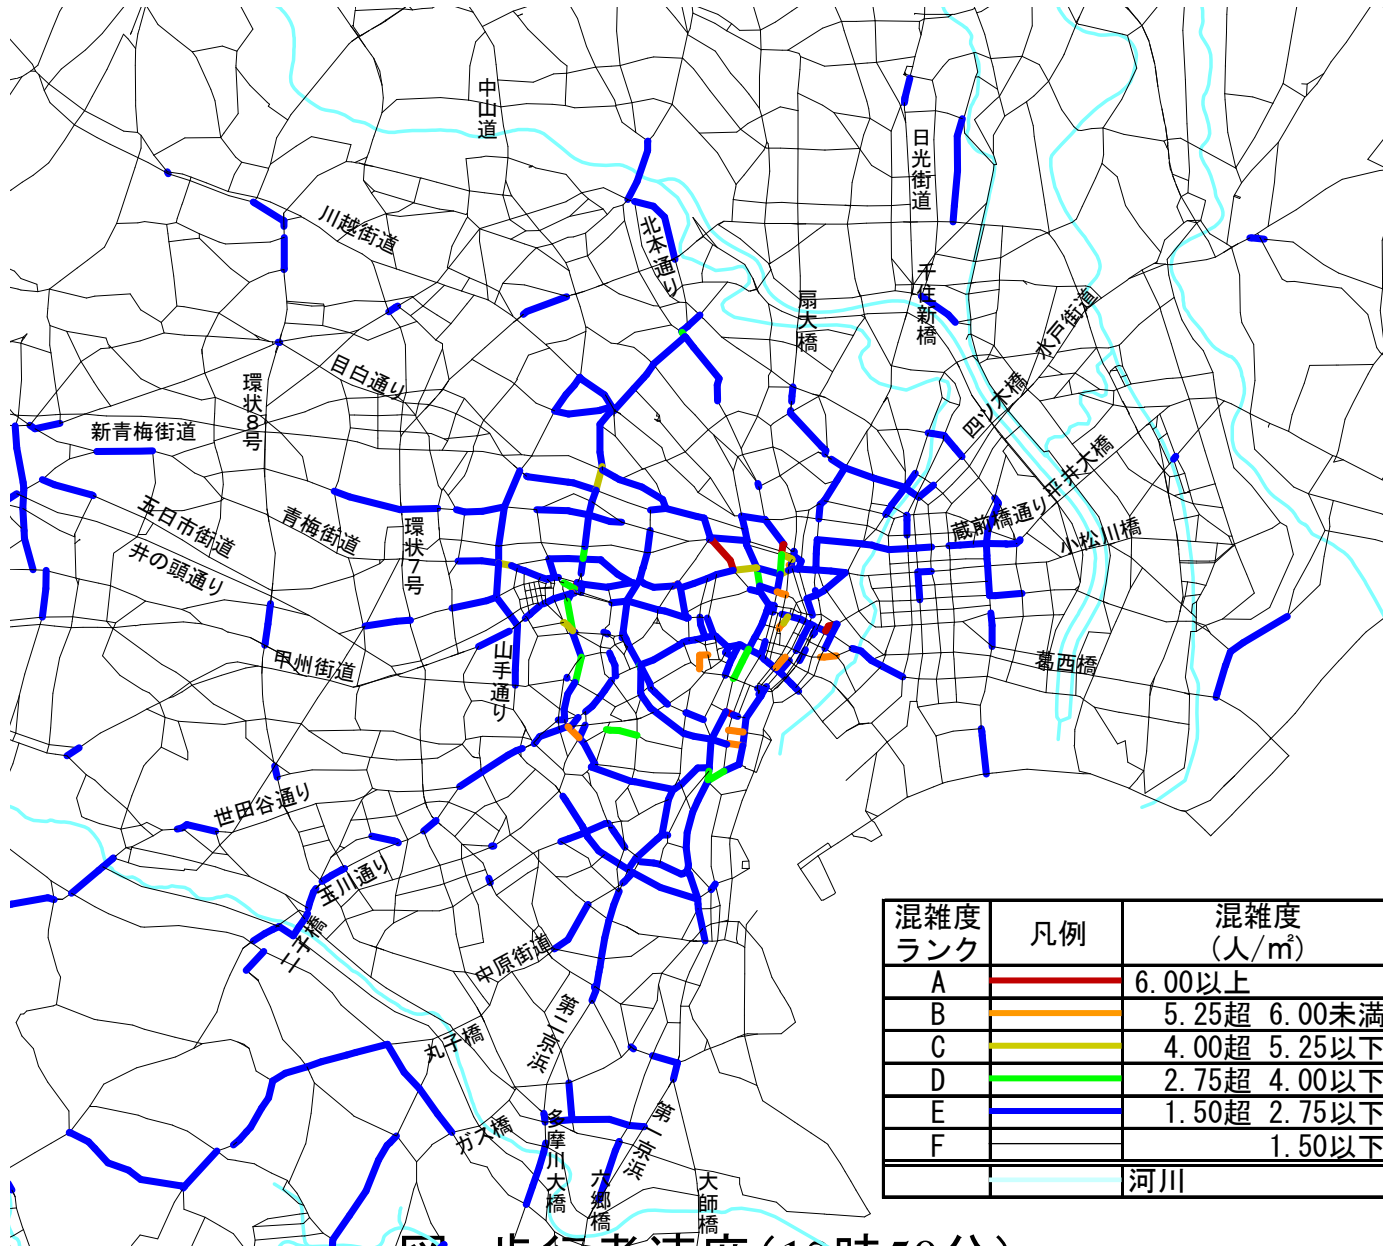 中山道
日光街道
川越街道
北本通り
千住新橋
扇大橋
水戸街道
目白通り
環状8号
四ツ木橋
新青梅街道
平井大橋
五日市街道
青梅街道
環状7号
蔵前橋通り
小松川橋
井の頭通り
甲州街道
山手通り
葛西橋
世田谷通り
玉川通り
二子橋
中原街道
第二京浜
丸子橋
ガス橋
多摩川大橋
第一京浜
六郷橋
大師橋
混雑度ランク 凡例 混雑度(人/㎡)
A 6.00以上
B 5.25超 6.00未満
C 4.00超 5.25以下
D 2.75超 4.00以下
E 1.50超 2.75以下
F 1.50以下
河川